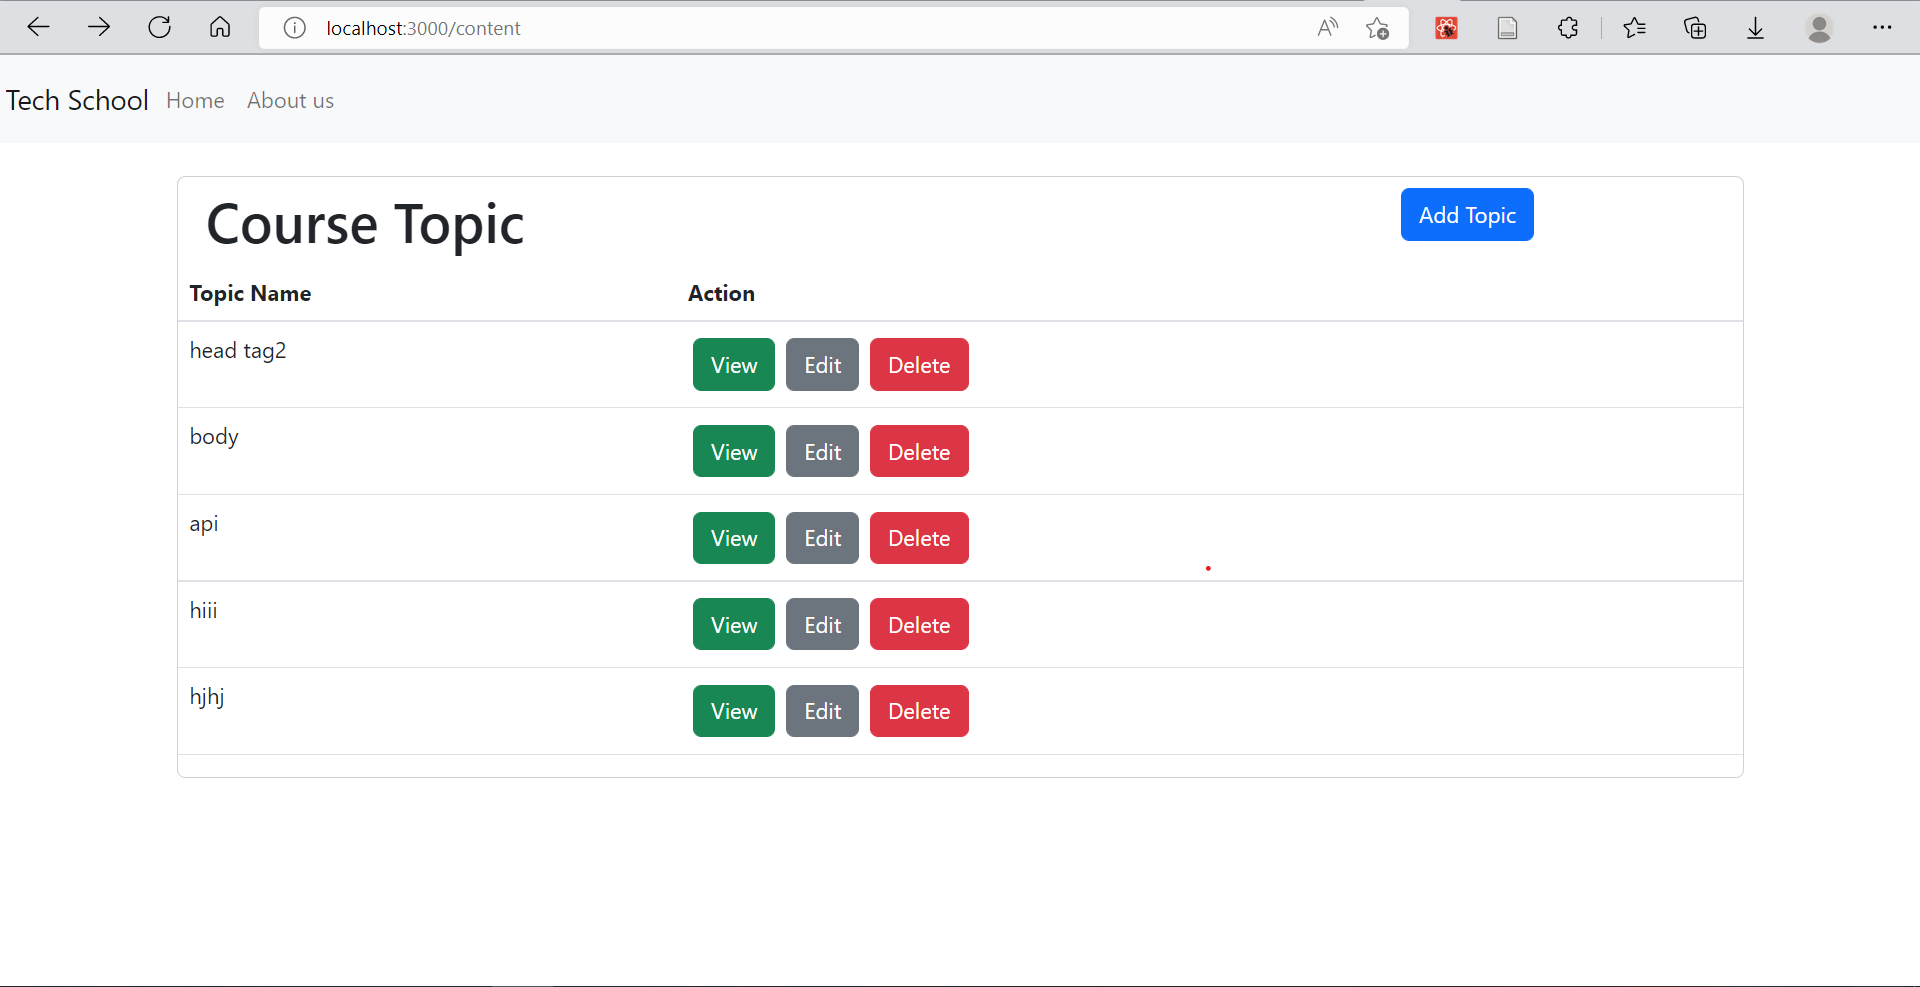 localhost:3000/content
Tech School Home About us
Course Topic Add Topic
Topic Name Action
head tag2 View Edit Delete
body View Edit Delete
api View Edit Delete
hiii View Edit Delete
hjhj View Edit Delete